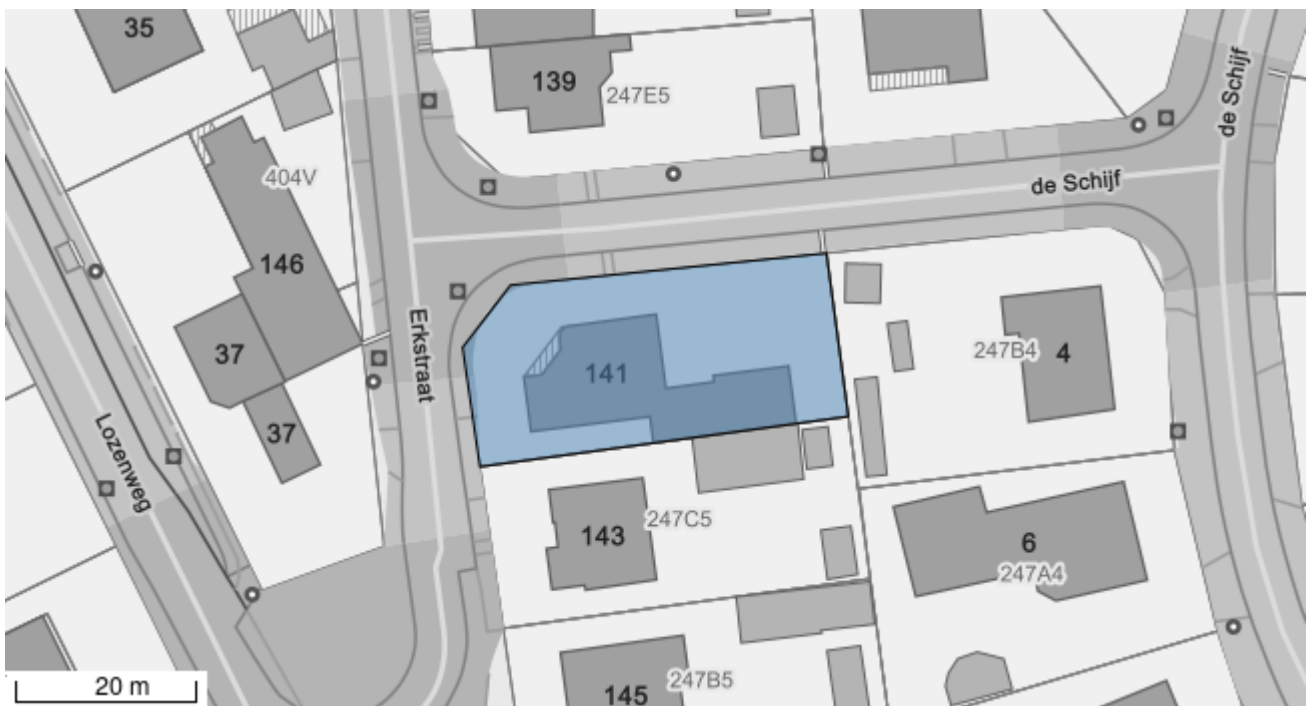 35
139
247E5
de Schijf
de Schijf
404V
146
37
Erkstraat
141
247B4
4
37
Lozenweg
143
247C5
6
247A4
145
247B5
20 m